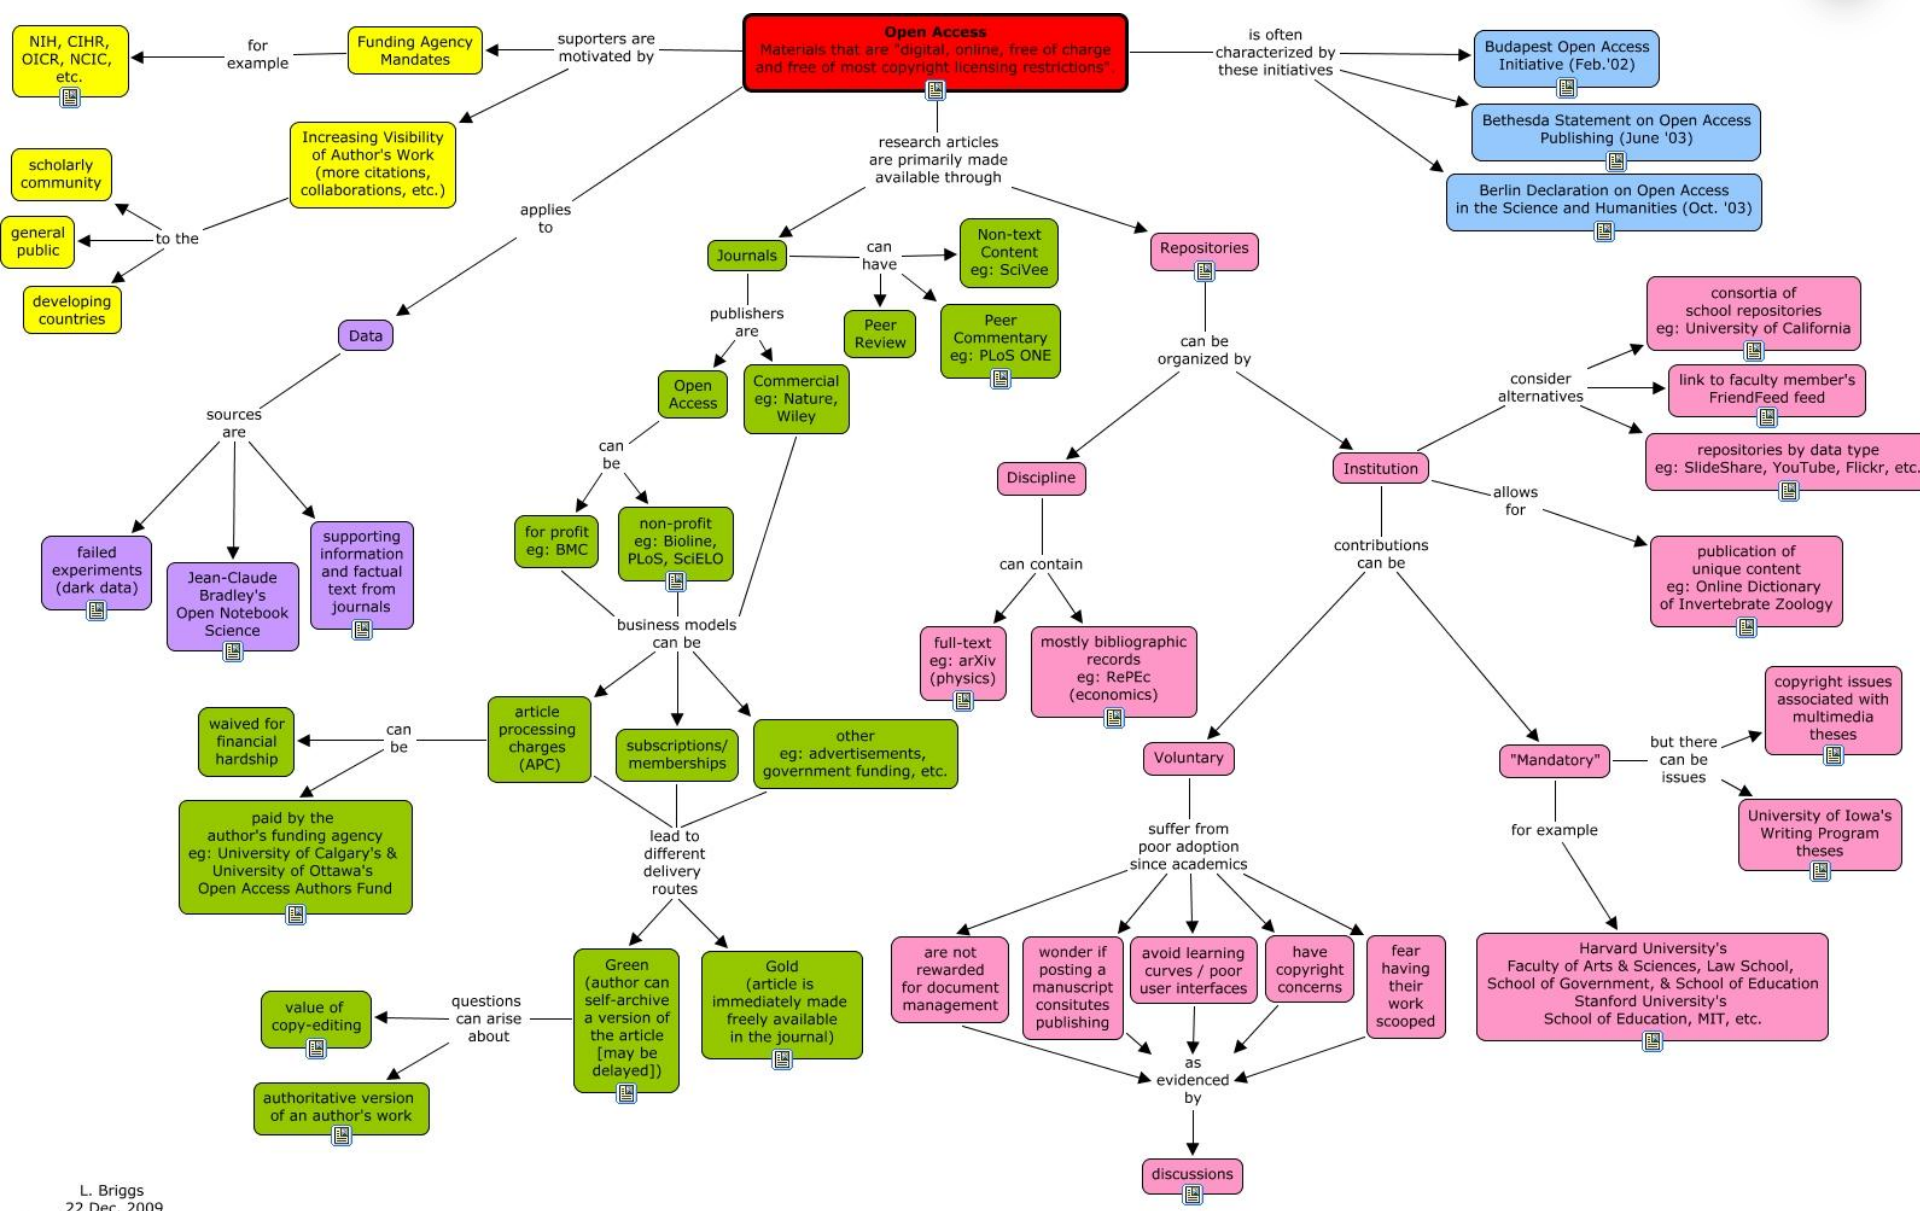 Open Access
Materials that are "digital, online, free of charge
and free of most copyright licensing restrictions".
suporters are
motivated by
Funding Agency
Mandates
for
example
NIH, CIHR,
OICR, NCIC,
etc.
Increasing Visibility
of Author's Work
(more citations,
collaborations, etc.)
to the
scholarly
community
general
public
developing
countries
is often
characterized by
these initiatives
Budapest Open Access
Initiative (Feb.'02)
Bethesda Statement on Open Access
Publishing (June '03)
Berlin Declaration on Open Access
in the Science and Humanities (Oct. '03)
applies
to
Data
sources
are
failed
experiments
(dark data)
Jean-Claude
Bradley's
Open Notebook
Science
supporting
information
and factual
text from
journals
research articles
are primarily made
available through
Journals
can
have
Non-text
Content
eg: SciVee
Peer
Review
Peer
Commentary
eg: PLoS ONE
publishers
are
Open
Access
Commercial
eg: Nature,
Wiley
can
be
for profit
eg: BMC
non-profit
eg: Bioline,
PLoS, SciELO
business models
can be
article
processing
charges
(APC)
subscriptions/
memberships
other
eg: advertisements,
government funding, etc.
can
be
waived for
financial
hardship
paid by the
author's funding agency
eg: University of Calgary's &
University of Ottawa's
Open Access Authors Fund
lead to
different
delivery
routes
Green
(author can
self-archive
a version of
the article
[may be
delayed])
Gold
(article is
immediately made
freely available
in the journal)
questions
can arise
about
value of
copy-editing
authoritative version
of an author's work
Repositories
can be
organized by
Discipline
can contain
full-text
eg: arXiv
(physics)
mostly bibliographic
records
eg: RePEc
(economics)
Institution
consider
alternatives
consortia of
school repositories
eg: University of California
link to faculty member's
FriendFeed feed
repositories by data type
eg: SlideShare, YouTube, Flickr, etc.
allows
for
publication of
unique content
eg: Online Dictionary
of Invertebrate Zoology
contributions
can be
Voluntary
suffer from
poor adoption
since academics
are not
rewarded
for document
management
wonder if
posting a
manuscript
consitutes
publishing
avoid learning
curves / poor
user interfaces
have
copyright
concerns
fear
having
their
work
scooped
as
evidenced
by
discussions
"Mandatory"
but there
can be
issues
copyright issues
associated with
multimedia
theses
University of Iowa's
Writing Program
theses
for example
Harvard University's
Faculty of Arts & Sciences, Law School,
School of Government, & School of Education
Stanford University's
School of Education, MIT, etc.
L. Briggs
22 Dec. 2009